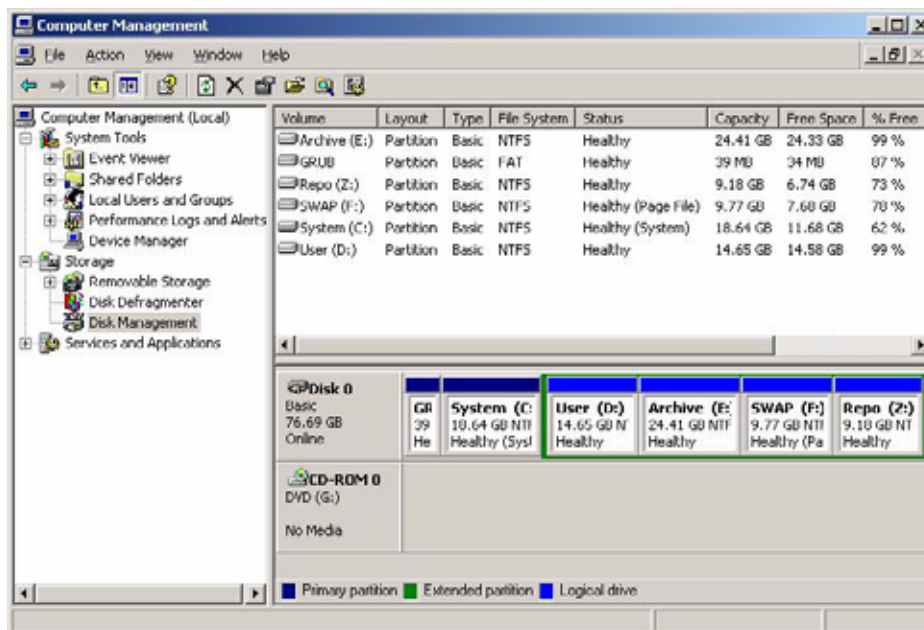 Computer Management
File Action View Window Help
Computer Management (Local)
System Tools
Event Viewer
Shared Folders
Local Users and Groups
Performance Logs and Alerts
Device Manager
Storage
Removable Storage
Disk Defragmenter
Disk Management
Services and Applications
Volume Layout Type File System Status Capacity Free Space % Free
Archive (E:) Partition Basic NTFS Healthy 24.41 GB 24.33 GB 99 %
GRUB Partition Basic FAT Healthy 39 MB 34 MB 87 %
Repo (Z:) Partition Basic NTFS Healthy 9.18 GB 6.74 GB 73 %
SWAP (F:) Partition Basic NTFS Healthy (Page File) 9.77 GB 7.68 GB 78 %
System (C:) Partition Basic NTFS Healthy (System) 18.64 GB 11.68 GB 62 %
User (D:) Partition Basic NTFS Healthy 14.65 GB 14.58 GB 99 %
Disk 0
Basic
76.69 GB
Online
GR
39
He
System (C:
18.64 GB NTI
Healthy (Syst
User (D:)
14.65 GB N
Healthy
Archive (E:
24.41 GB NTF
Healthy
SWAP (F:)
9.77 GB NTI
Healthy (Pa
Repo (Z:)
9.18 GB NT
Healthy
CD-ROM 0
DVD (G:)
No Media
Primary partition Extended partition Logical drive